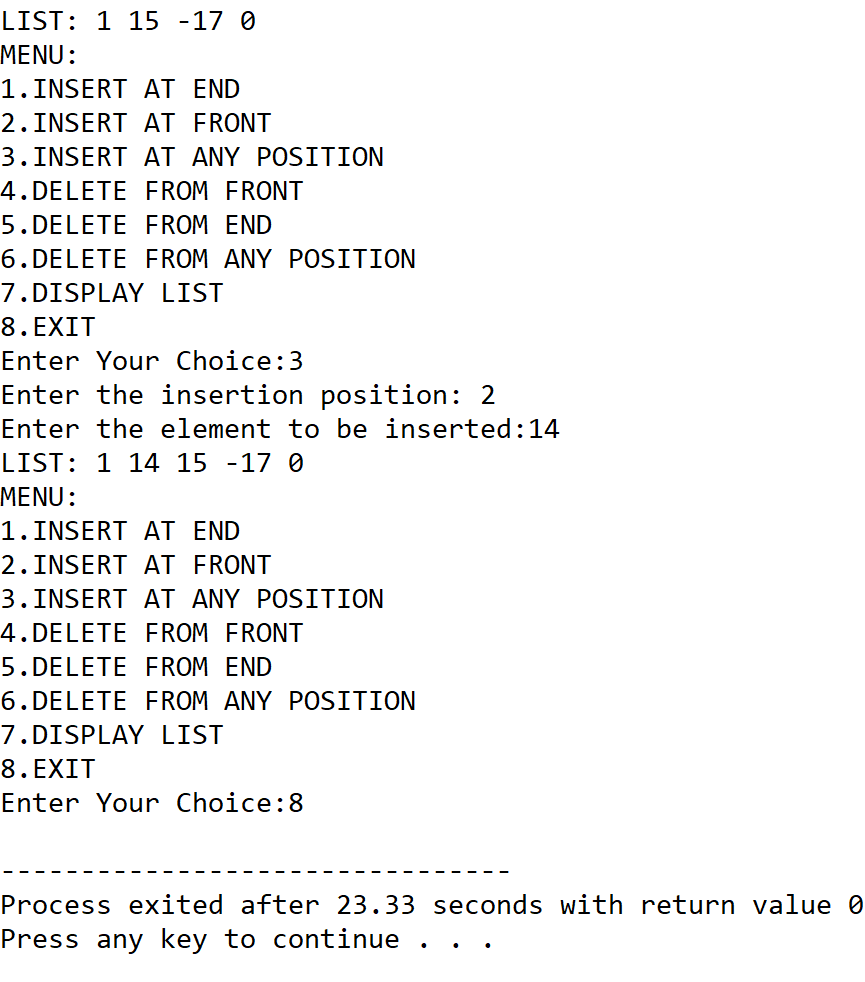 LIST: 1 15 -17 0
MENU:
1.INSERT AT END
2.INSERT AT FRONT
3.INSERT AT ANY POSITION
4.DELETE FROM FRONT
5.DELETE FROM END
6.DELETE FROM ANY POSITION
7.DISPLAY LIST
8.EXIT
Enter Your Choice:3
Enter the insertion position: 2
Enter the element to be inserted:14
LIST: 1 14 15 -17 0
MENU:
1.INSERT AT END
2.INSERT AT FRONT
3.INSERT AT ANY POSITION
4.DELETE FROM FRONT
5.DELETE FROM END
6.DELETE FROM ANY POSITION
7.DISPLAY LIST
8.EXIT
Enter Your Choice:8
--------------------------------
Process exited after 23.33 seconds with return value 0
Press any key to continue . . .